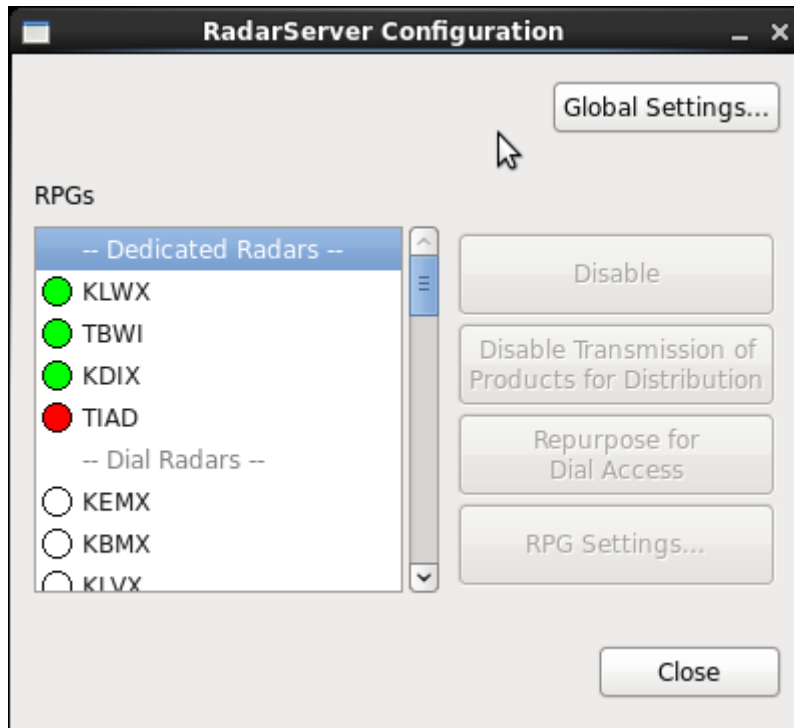 RadarServer Configuration
Global Settings...
RPGs
-- Dedicated Radars --
KLWX
TBWI
KDIX
TIAD
-- Dial Radars --
KEMX
KBMX
KLVX
Disable
Disable Transmission of
Products for Distribution
Repurpose for
Dial Access
RPG Settings...
Close